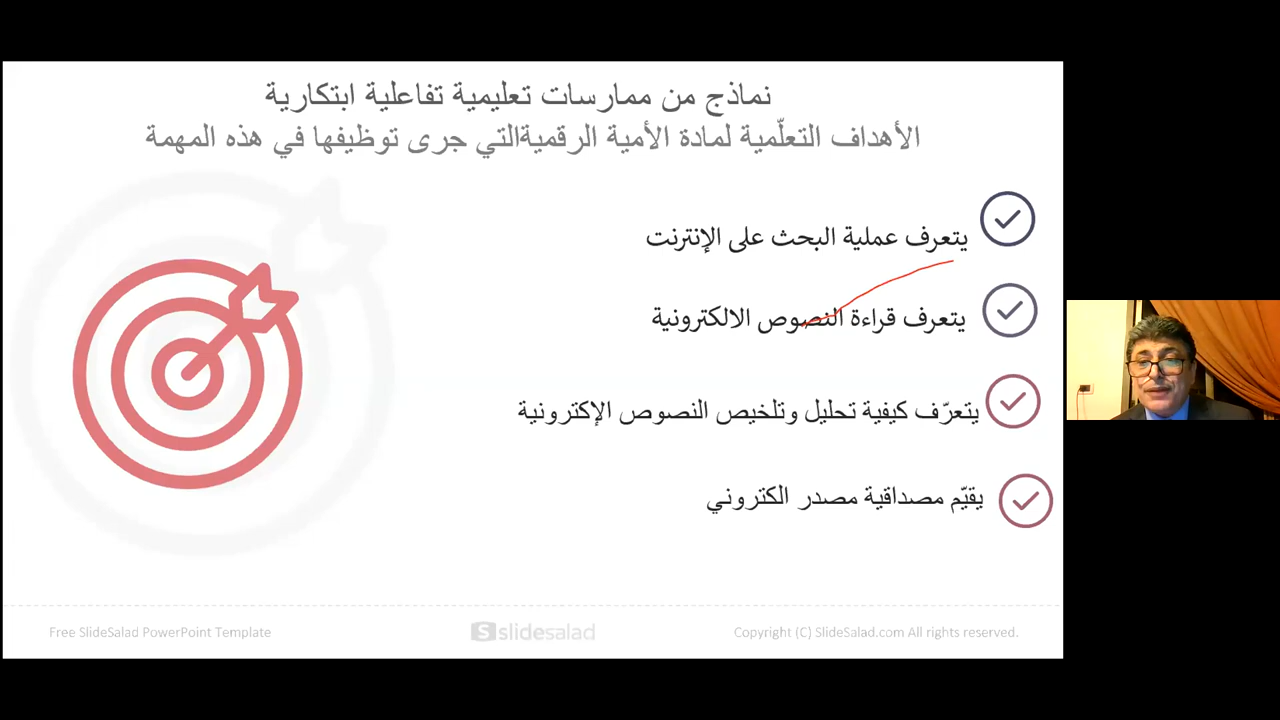 نماذج من ممارسات تعليمية تفاعلية ابتكارية
الأهداف التعلّمية لمادة الأمية الرقميةالتي جرى توظيفها في هذه المهمة
يتعرف عملية البحث على الإنترنت
يتعرف قراءة النصوص الالكترونية
يتعرّف كيفية تحليل وتلخيص النصوص الإكترونية
يقيّم مصداقية مصدر الكتروني
Free SlideSalad PowerPoint Template
slidesalad
Copyright (C) SlideSalad.com All rights reserved.